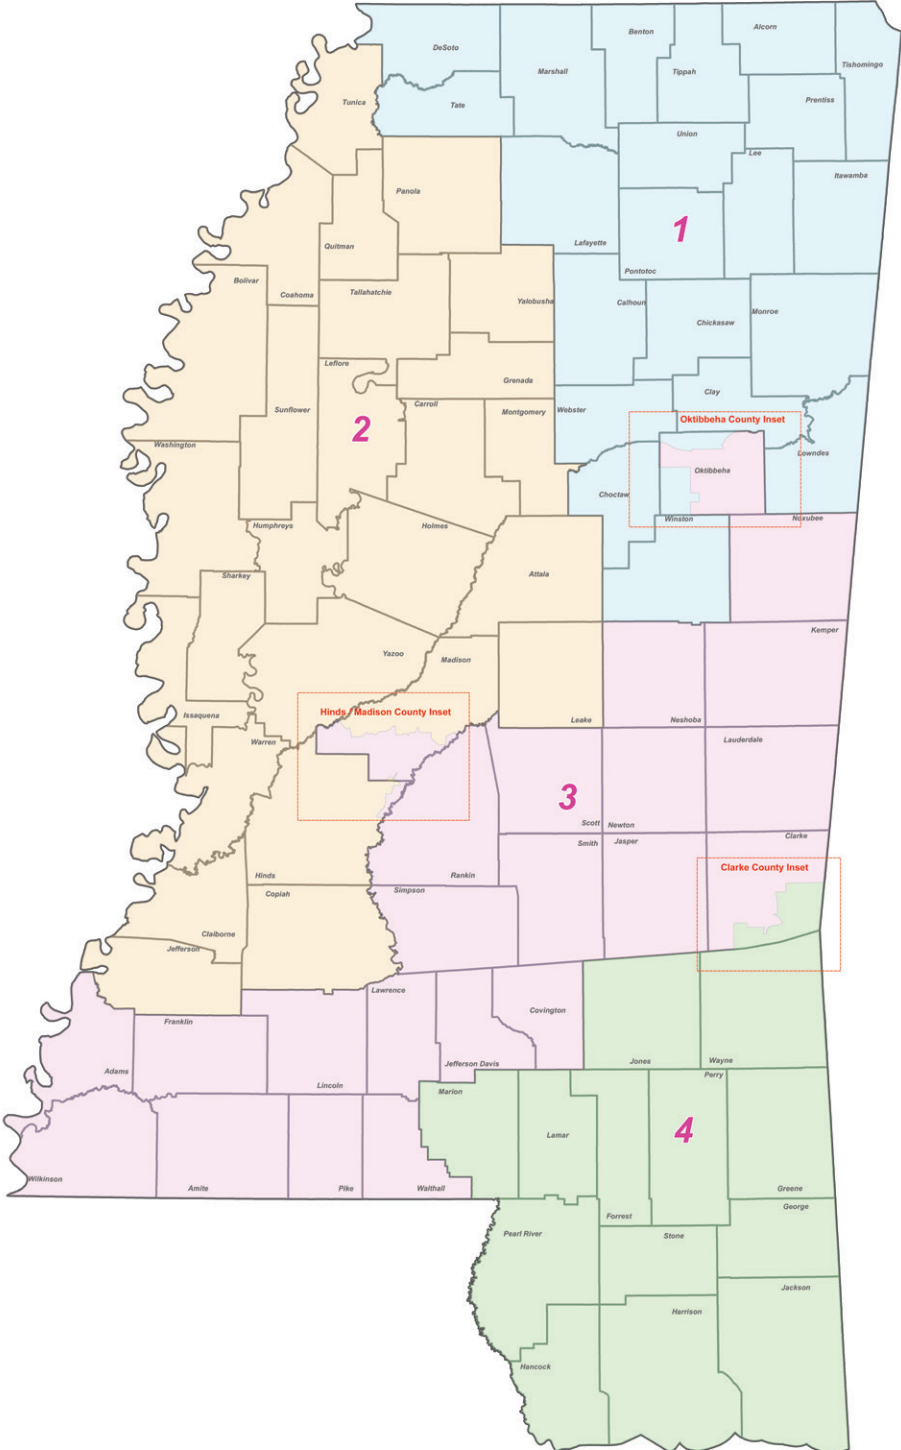 Alcorn
Benton
DeSoto
Tishomingo
Marshall
Tippah
Prentiss
Tunica
Tate
Union
Lee
Itawamba
Panola
1
Lafayette
Quitman
Pontotoc
Bolivar
Tallahatchie
Coahoma
Yalobusha
Calhoun
Monroe
Chickasaw
Leflore
Grenada
Clay
Carroll
Sunflower
Montgomery
Webster
Oktibbeha County Inset
2
Washington
Lowndes
Oktibbeha
Choctaw
Winston
Noxubee
Humphreys
Holmes
Attala
Sharkey
Kemper
Yazoo
Madison
Hinds / Madison County Inset
Issaquena
Leake
Neshoba
Warren
Lauderdale
3
Scott
Newton
Clarke
Smith
Jasper
Clarke County Inset
Hinds
Rankin
Simpson
Copiah
Claiborne
Jefferson
Lawrence
Covington
Franklin
Jefferson Davis
Jones
Wayne
Adams
Perry
Lincoln
Marion
4
Lamar
Wilkinson
Amite
Pike
Walthall
Greene
George
Forrest
Pearl River
Stone
Jackson
Harrison
Hancock